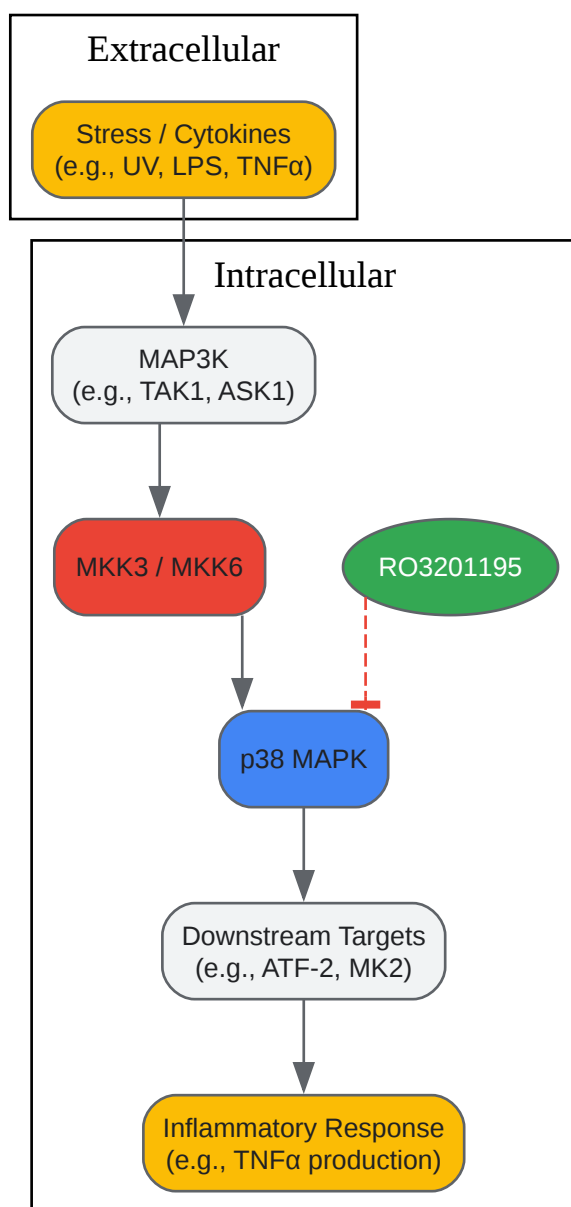 Extracellular
Stress / Cytokines
(e.g., UV, LPS, TNFα)
Intracellular
MAP3K
(e.g., TAK1, ASK1)
MKK3 / MKK6
RO3201195
p38 MAPK
Downstream Targets
(e.g., ATF-2, MK2)
Inflammatory Response
(e.g., TNFα production)